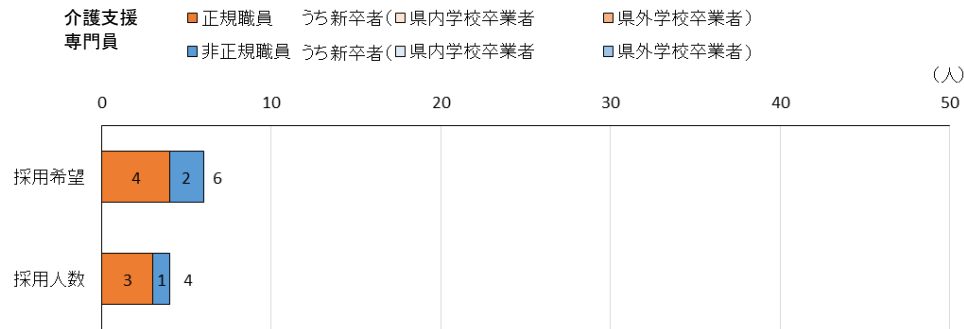 介護支援
専門員
■正規職員 うち新卒者(□県内学校卒業者 ■県外学校卒業者)
■非正規職員 うち新卒者(□県内学校卒業者 ■県外学校卒業者)
(人)
0 10 20 30 40 50
採用希望 4 2 6
採用人数 3 1 4